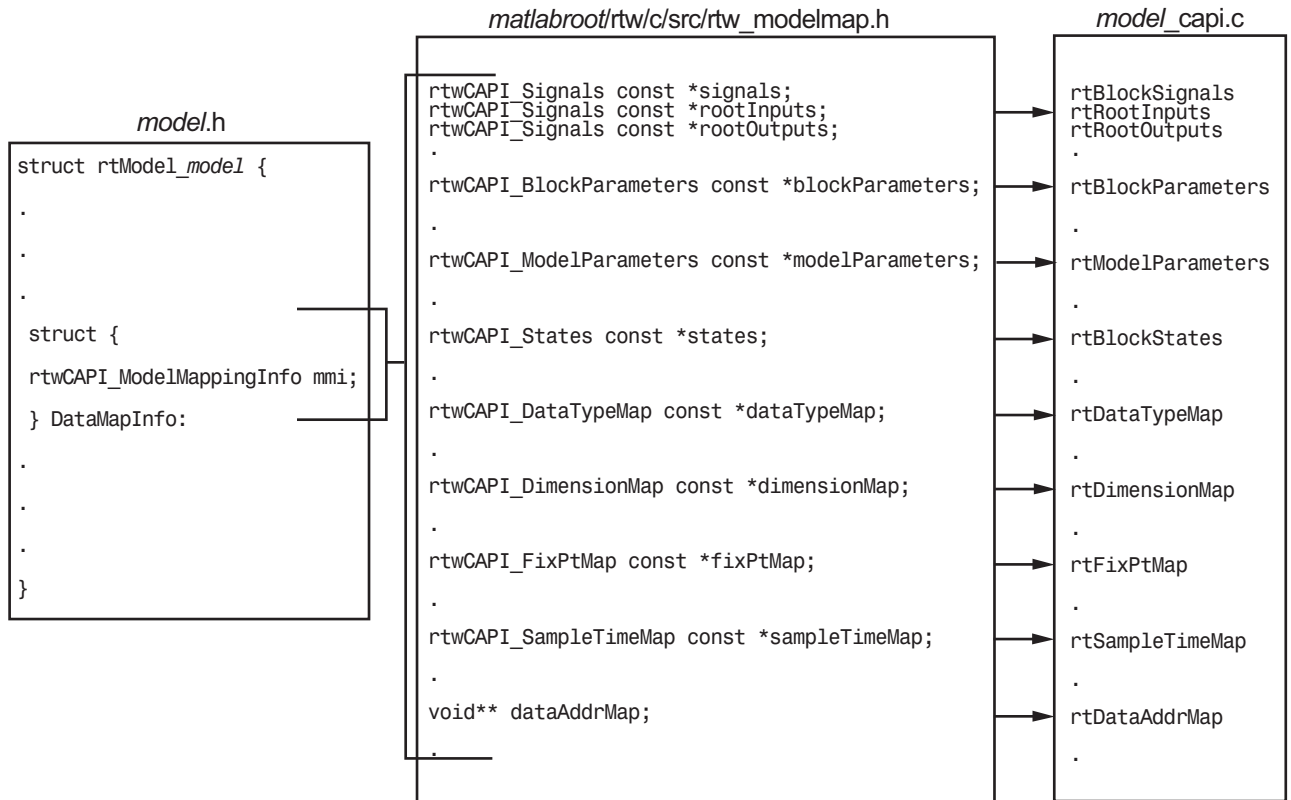 model.h
struct rtModel_model {
.
.
.
struct {
rtwCAPI_ModelMappingInfo mmi;
} DataMapInfo:
.
.
.
}
matlabroot/rtw/c/src/rtw_modelmap.h
rtwCAPI_Signals const *signals;
rtwCAPI_Signals const *rootInputs;
rtwCAPI_Signals const *rootOutputs;
.
rtwCAPI_BlockParameters const *blockParameters;
.
rtwCAPI_ModelParameters const *modelParameters;
.
rtwCAPI_States const *states;
.
rtwCAPI_DataTypeMap const *dataTypeMap;
.
rtwCAPI_DimensionMap const *dimensionMap;
.
rtwCAPI_FixPtMap const *fixPtMap;
.
rtwCAPI_SampleTimeMap const *sampleTimeMap;
.
void** dataAddrMap;
.
model_capi.c
rtBlockSignals
rtRootInputs
rtRootOutputs
.
rtBlockParameters
.
rtModelParameters
.
rtBlockStates
.
rtDataTypeMap
.
rtDimensionMap
.
rtFixPtMap
.
rtSampleTimeMap
.
rtDataAddrMap
.